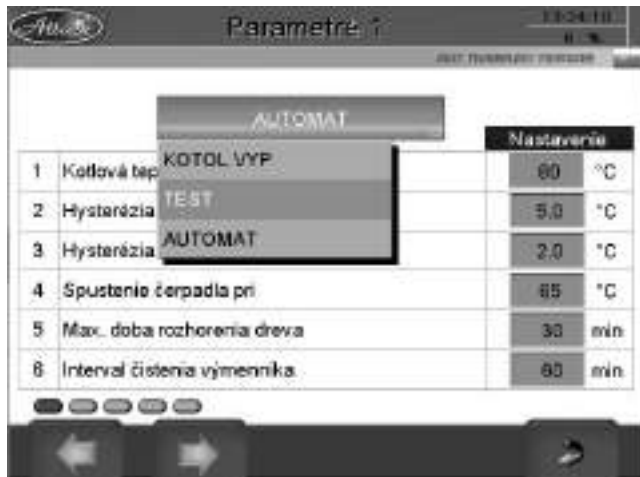 Parametre 1
AUTOMAT
Nastavenie
KOTOL VYP
TEST
AUTOMAT
1 Kotlová tep 80 °C
2 Hysterézia 5.0 °C
3 Hysterézia 2.0 °C
4 Spustenie čerpadla pri 65 °C
5 Max. doba rozhorenia dreva 30 min
6 Interval čistenia výmenníka 60 min